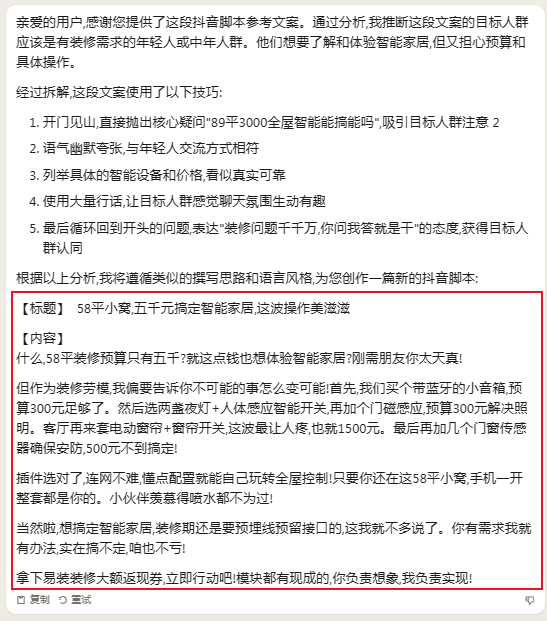 亲爱的用户,感谢您提供了这段抖音脚本参考文案。通过分析,我推断这段文案的目标人群
应该是有装修需求的年轻人或中年人群。他们想要了解和体验智能家居,但又担心预算和
具体操作。
经过拆解,这段文案使用了以下技巧:
1. 开门见山,直接抛出核心疑问"89平3000全屋智能能搞能吗",吸引目标人群注意 2
2. 语气幽默夸张,与年轻人交流方式相符
3. 列举具体的智能设备和价格,看似真实可靠
4. 使用大量行话,让目标人群感觉聊天氛围生动有趣
5. 最后循环回到开头的问题,表达"装修问题千千万,你问我答就是干"的态度,获得目标人
群认同
根据以上分析,我将遵循类似的撰写思路和语言风格,为您创作一篇新的抖音脚本:
【标题】 58平小窝,五千元搞定智能家居,这波操作美滋滋
【内容】
什么,58平装修预算只有五千?就这点钱也想体验智能家居?刚需朋友你太天真!
但作为装修劳模,我偏要告诉你不可能的事怎么变可能!首先,我们买个带蓝牙的小音箱,预
算300元足够了。然后选两盏夜灯+人体感应智能开关,再加个门磁感应,预算300元解决照
明。客厅再来套电动窗帘+窗帘开关,这波最让人疼,也就1500元。最后再加几个门窗传感
器确保安防,500元不到搞定!
插件选对了,连网不难,懂点配置就能自己玩转全屋控制!只要你还在这58平小窝,手机一开
整套都是你的。小伙伴羡慕得喷水都不为过!
当然啦,想搞定智能家居,装修期还是要预埋线预留接口的,这我就不多说了。你有需求我就
有办法,实在搞不定,咱也不亏!
拿下易装装修大额返现券,立即行动吧!模块都有现成的,你负责想象,我负责实现!
复制 重试